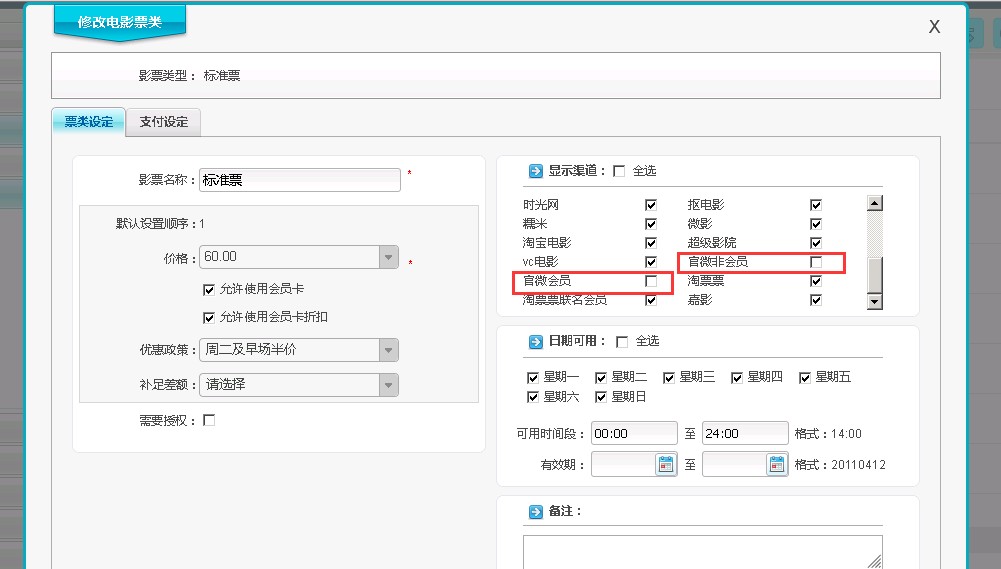 修改电影票类
X
影票类型： 标准票
票类设定 支付设定
影票名称： 标准票 *
默认设置顺序：1
价格： 60.00 *
允许使用会员卡
允许使用会员卡折扣
优惠政策： 周二及早场半价
补足差额： 请选择
需要授权：
显示渠道： 全选
时光网 抠电影
糯米 微影
淘宝电影 超级影院
vc电影 官微非会员
官微会员 淘票票
淘票票联名会员 嘉影
日期可用： 全选
星期一 星期二 星期三 星期四 星期五
星期六 星期日
可用时间段： 00:00 至 24:00 格式：14:00
有效期： 至 格式：20110412
备注：